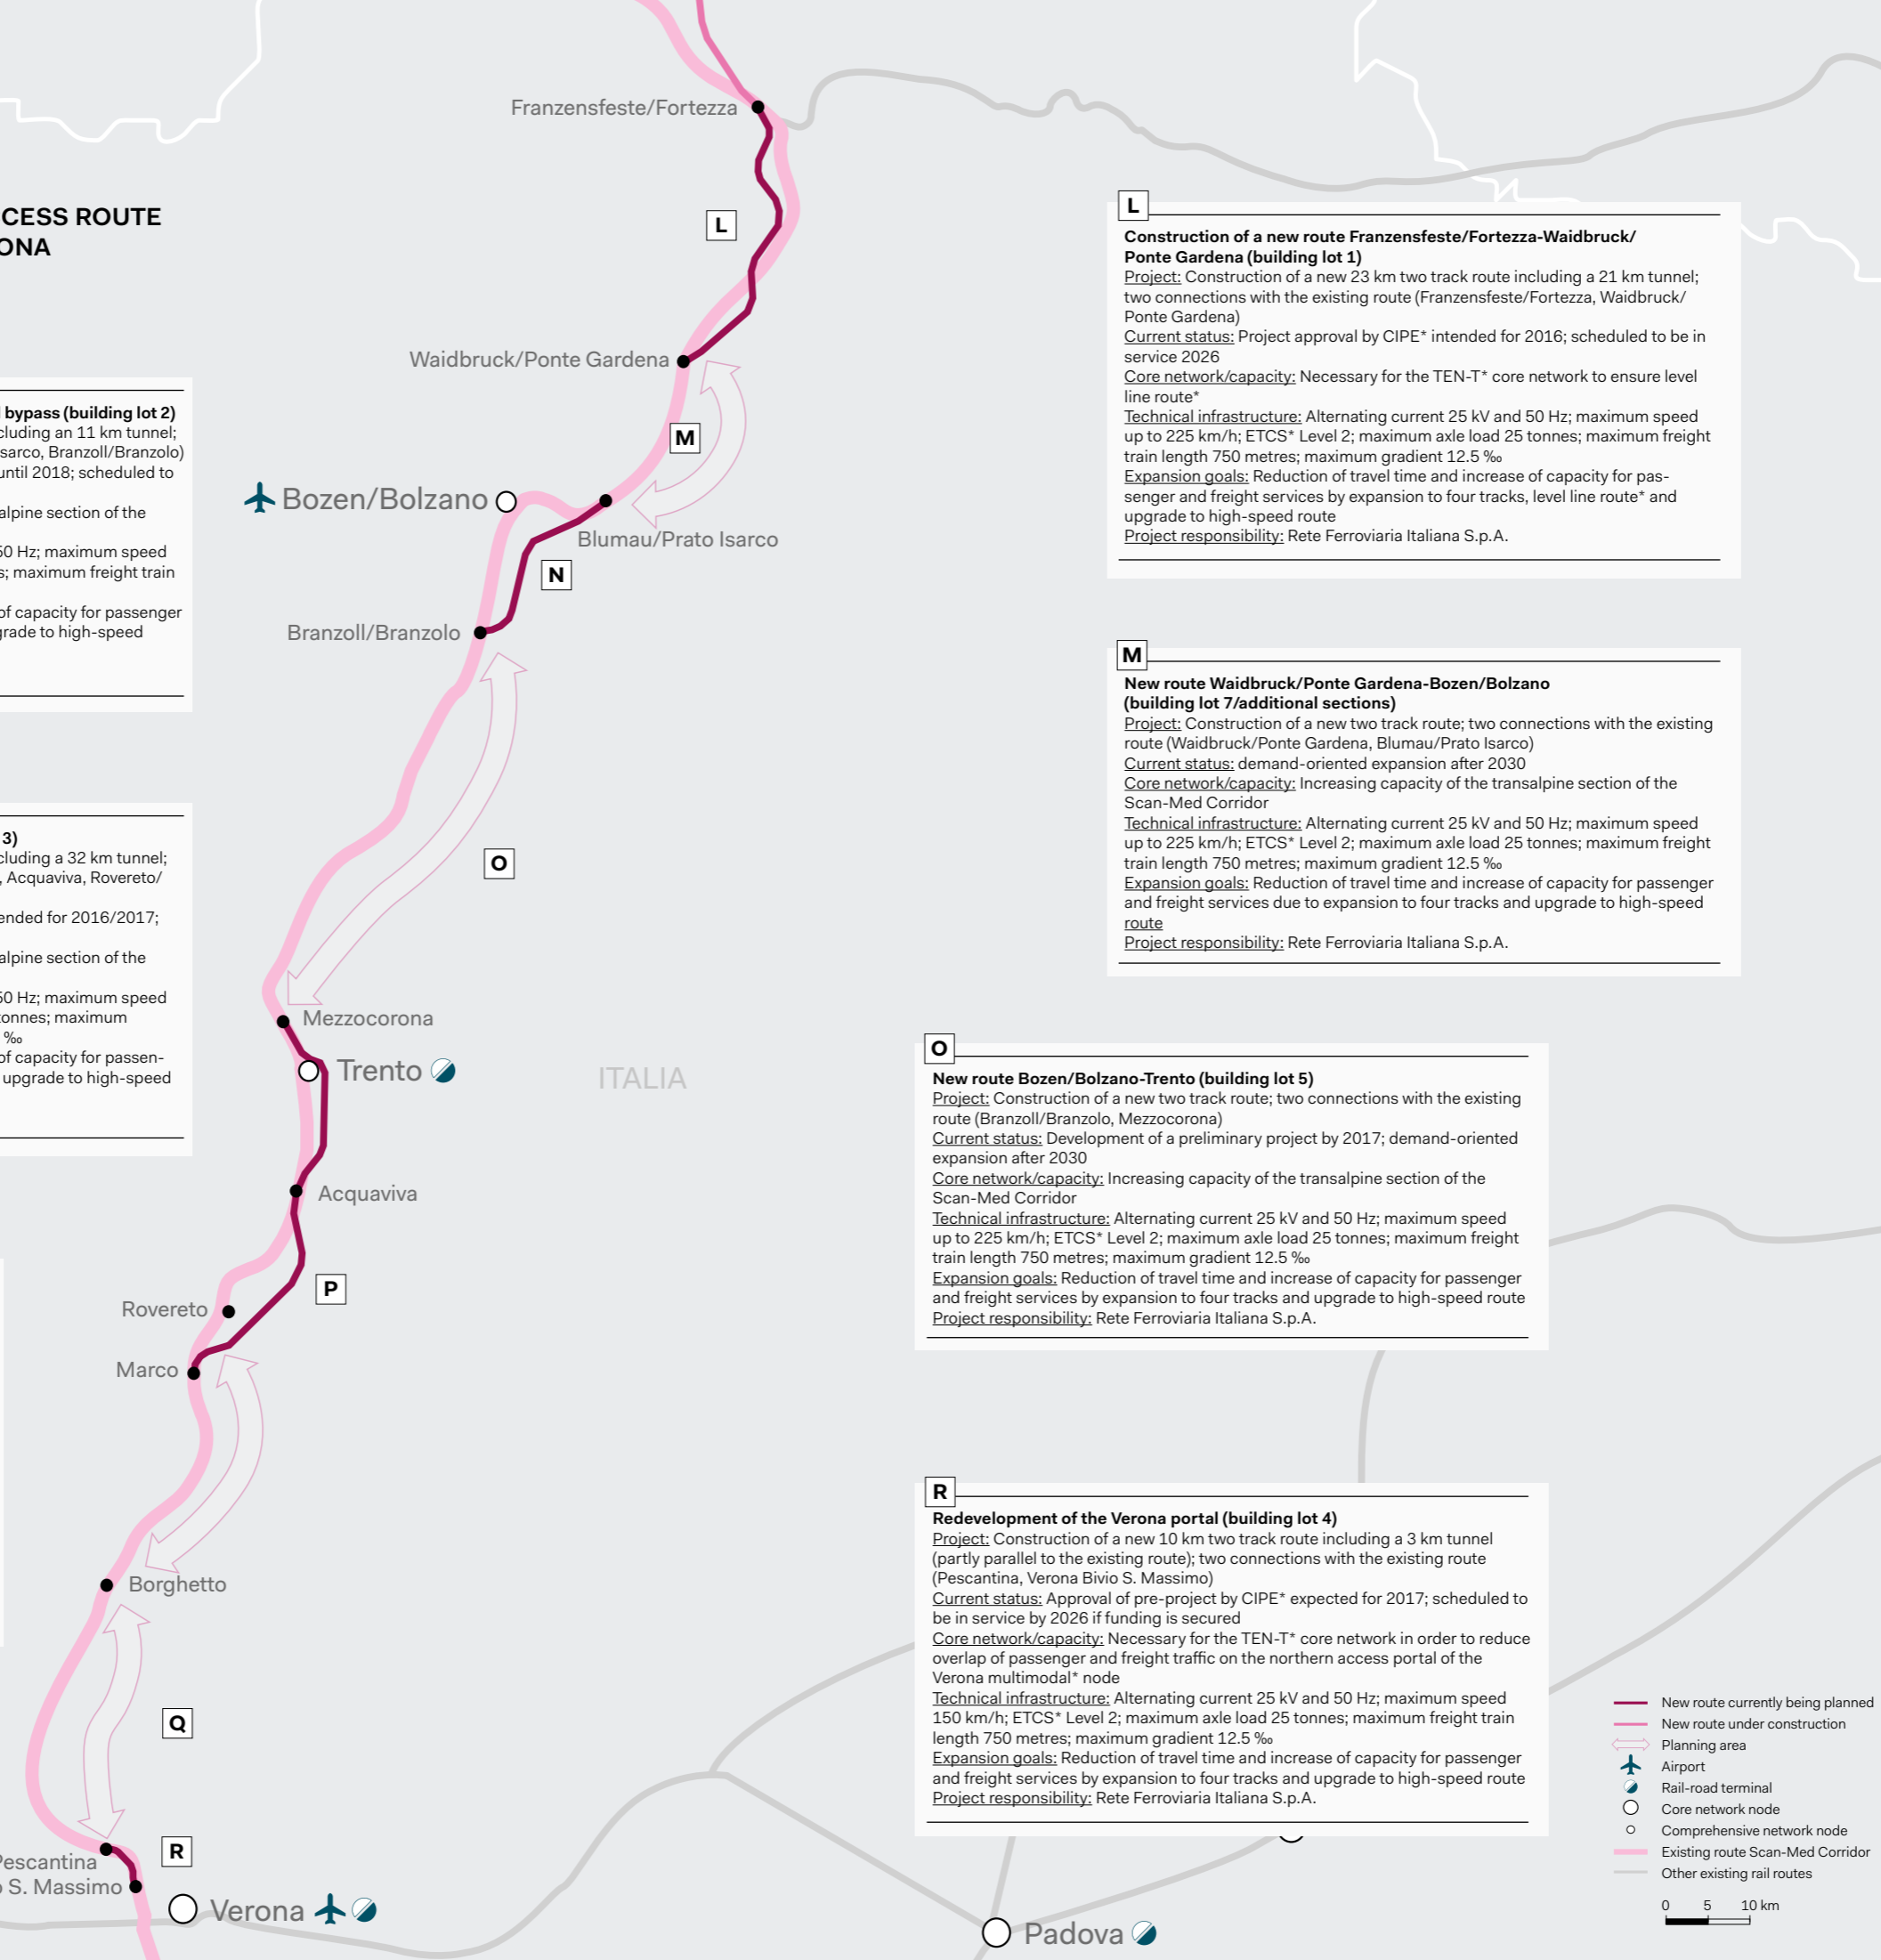 CESS ROUTE
ONA
bypass (building lot 2)
cluding an 11 km tunnel;
sarco, Branzoll/Branzolo)
until 2018; scheduled to
alpine section of the
50 Hz; maximum speed
s; maximum freight train
of capacity for passenger
grade to high-speed
3)
cluding a 32 km tunnel;
, Acquaviva, Rovereto/
ended for 2016/2017;
alpine section of the
50 Hz; maximum speed
tonnes; maximum
‰
of capacity for passen-
upgrade to high-speed
Franzensfeste/Fortezza
L
Waidbruck/Ponte Gardena
M
Bozen/Bolzano
Blumau/Prato Isarco
N
Branzoll/Branzolo
O
Mezzocorona
Trento
ITALIA
Acquaviva
P
Rovereto
Marco
Borghetto
Q
R
Pescantina
o S. Massimo
Verona
Padova
L
Construction of a new route Franzensfeste/Fortezza-Waidbruck/
Ponte Gardena (building lot 1)
Project: Construction of a new 23 km two track route including a 21 km tunnel;
two connections with the existing route (Franzensfeste/Fortezza, Waidbruck/
Ponte Gardena)
Current status: Project approval by CIPE* intended for 2016; scheduled to be in
service 2026
Core network/capacity: Necessary for the TEN-T* core network to ensure level
line route*
Technical infrastructure: Alternating current 25 kV and 50 Hz; maximum speed
up to 225 km/h; ETCS* Level 2; maximum axle load 25 tonnes; maximum freight
train length 750 metres; maximum gradient 12.5 ‰
Expansion goals: Reduction of travel time and increase of capacity for pas-
senger and freight services by expansion to four tracks, level line route* and
upgrade to high-speed route
Project responsibility: Rete Ferroviaria Italiana S.p.A.
M
New route Waidbruck/Ponte Gardena-Bozen/Bolzano
(building lot 7/additional sections)
Project: Construction of a new two track route; two connections with the existing
route (Waidbruck/Ponte Gardena, Blumau/Prato Isarco)
Current status: demand-oriented expansion after 2030
Core network/capacity: Increasing capacity of the transalpine section of the
Scan-Med Corridor
Technical infrastructure: Alternating current 25 kV and 50 Hz; maximum speed
up to 225 km/h; ETCS* Level 2; maximum axle load 25 tonnes; maximum freight
train length 750 metres; maximum gradient 12.5 ‰
Expansion goals: Reduction of travel time and increase of capacity for passenger
and freight services due to expansion to four tracks and upgrade to high-speed
route
Project responsibility: Rete Ferroviaria Italiana S.p.A.
O
New route Bozen/Bolzano-Trento (building lot 5)
Project: Construction of a new two track route; two connections with the existing
route (Branzoll/Branzolo, Mezzocorona)
Current status: Development of a preliminary project by 2017; demand-oriented
expansion after 2030
Core network/capacity: Increasing capacity of the transalpine section of the
Scan-Med Corridor
Technical infrastructure: Alternating current 25 kV and 50 Hz; maximum speed
up to 225 km/h; ETCS* Level 2; maximum axle load 25 tonnes; maximum freight
train length 750 metres; maximum gradient 12.5 ‰
Expansion goals: Reduction of travel time and increase of capacity for passenger
and freight services by expansion to four tracks and upgrade to high-speed route
Project responsibility: Rete Ferroviaria Italiana S.p.A.
R
Redevelopment of the Verona portal (building lot 4)
Project: Construction of a new 10 km two track route including a 3 km tunnel
(partly parallel to the existing route); two connections with the existing route
(Pescantina, Verona Bivio S. Massimo)
Current status: Approval of pre-project by CIPE* expected for 2017; scheduled to
be in service by 2026 if funding is secured
Core network/capacity: Necessary for the TEN-T* core network in order to reduce
overlap of passenger and freight traffic on the northern access portal of the
Verona multimodal* node
Technical infrastructure: Alternating current 25 kV and 50 Hz; maximum speed
150 km/h; ETCS* Level 2; maximum axle load 25 tonnes; maximum freight train
length 750 metres; maximum gradient 12.5 ‰
Expansion goals: Reduction of travel time and increase of capacity for passenger
and freight services by expansion to four tracks and upgrade to high-speed route
Project responsibility: Rete Ferroviaria Italiana S.p.A.
New route currently being planned
New route under construction
Planning area
Airport
Rail-road terminal
Core network node
Comprehensive network node
Existing route Scan-Med Corridor
Other existing rail routes
0 5 10 km